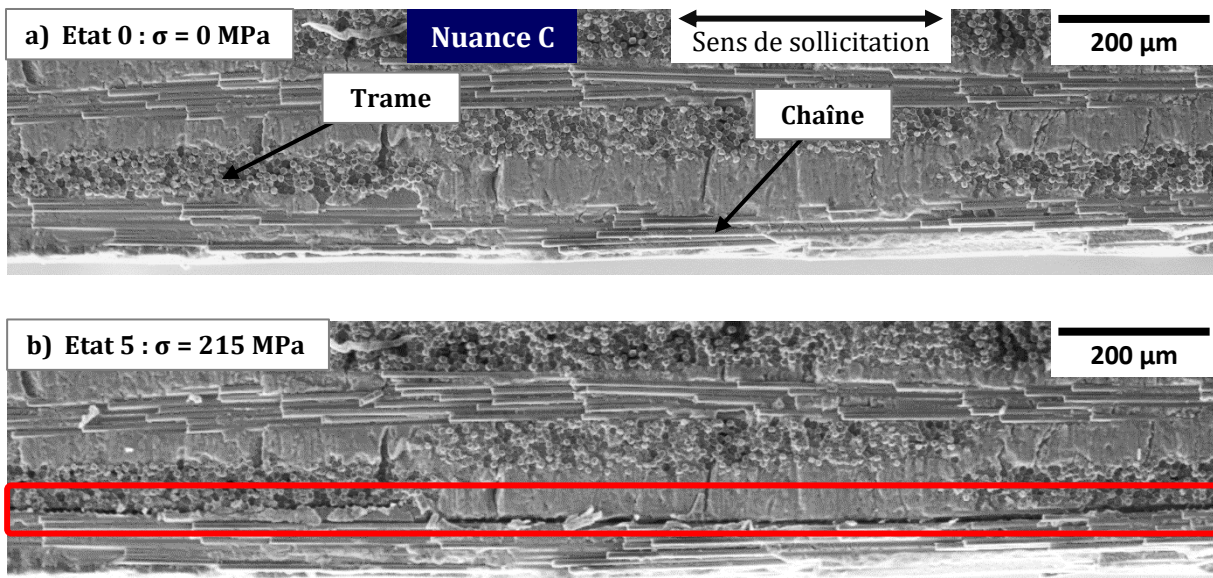 a) Etat 0 : σ = 0 MPa
Nuance C
Sens de sollicitation
200 µm
Trame
Chaîne
b) Etat 5 : σ = 215 MPa
200 µm